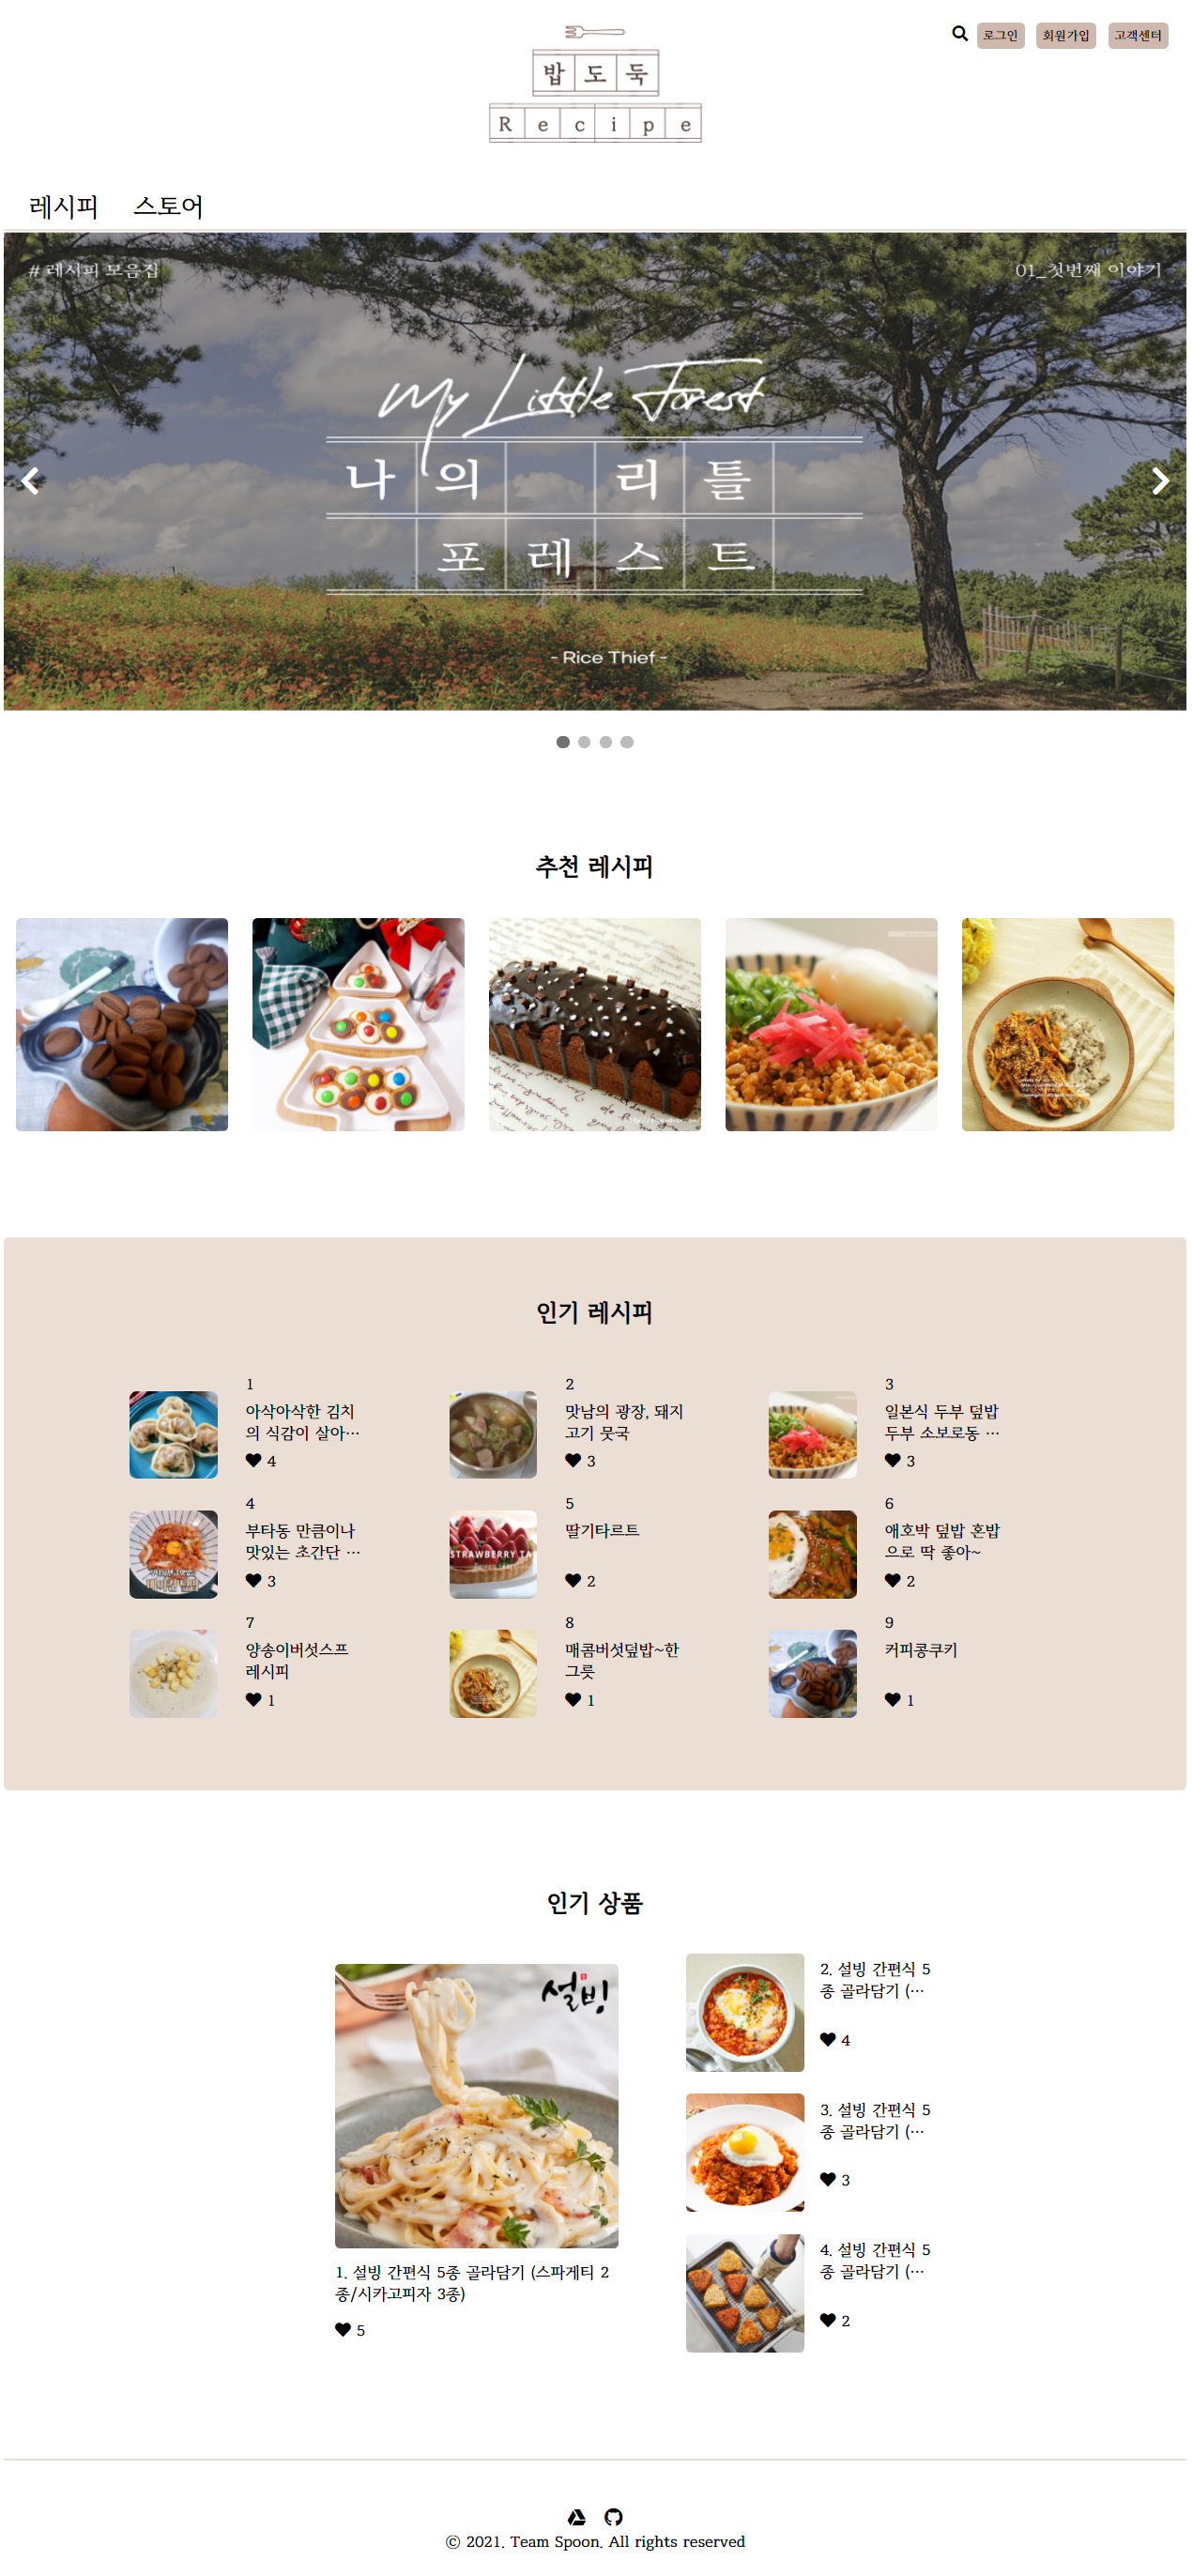 밥도둑
Recipe
로그인 회원가입 고객센터
레시피 스토어
# 레시피 모음집
01_첫번째 이야기
My Little Forest
나의 리틀
포레스트
- Rice Thief -
추천 레시피
인기 레시피
1
아삭아삭한 김치
의 식감이 살아…
4
2
맛남의 광장, 돼지
고기 뭇국
3
3
일본식 두부 덮밥
두부 소보로동 …
3
4
부타동 만큼이나
맛있는 초간단 …
3
5
딸기타르트
STRAWBERRY TA
2
6
애호박 덮밥 혼밥
으로 딱 좋아~
2
7
양송이버섯스프
레시피
1
8
매콤버섯덮밥~한
그릇
1
9
커피콩쿠키
1
인기 상품
설빙
1. 설빙 간편식 5종 골라담기 (스파게티 2
종/시카고피자 3종)
5
2. 설빙 간편식 5
종 골라담기 (…
4
3. 설빙 간편식 5
종 골라담기 (…
3
4. 설빙 간편식 5
종 골라담기 (…
2
© 2021. Team Spoon. All rights reserved